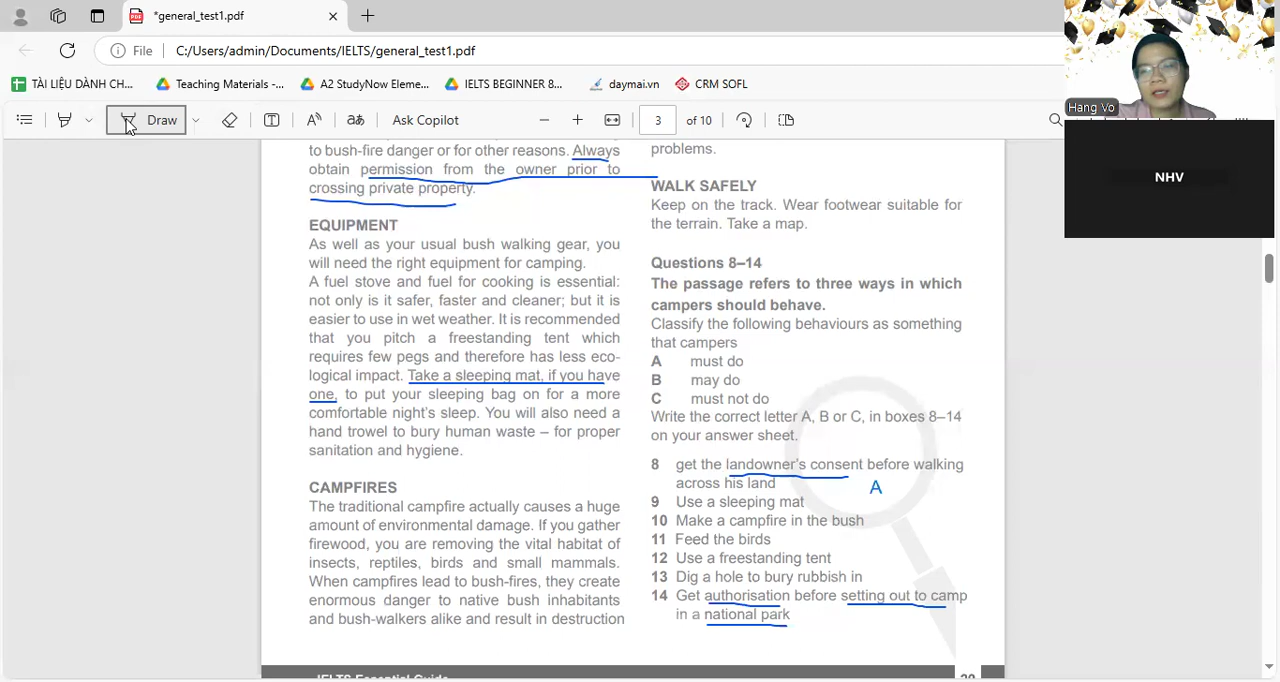 *general_test1.pdf
File C:/Users/admin/Documents/IELTS/general_test1.pdf
TÀI LIỆU DÀNH CH...
Teaching Materials -...
A2 StudyNow Eleme...
IELTS BEGINNER 8...
daymai.vn
CRM SOFL
Draw
Ask Copilot
3 of 10
Hang Vo
NHV
to bush-fire danger or for other reasons. Always
obtain permission from the owner prior to
crossing private property.
EQUIPMENT
As well as your usual bush walking gear, you
will need the right equipment for camping.
A fuel stove and fuel for cooking is essential:
not only is it safer, faster and cleaner; but it is
easier to use in wet weather. It is recommended
that you pitch a freestanding tent which
requires few pegs and therefore has less eco-
logical impact. Take a sleeping mat, if you have
one, to put your sleeping bag on for a more
comfortable night's sleep. You will also need a
hand trowel to bury human waste – for proper
sanitation and hygiene.
CAMPFIRES
The traditional campfire actually causes a huge
amount of environmental damage. If you gather
firewood, you are removing the vital habitat of
insects, reptiles, birds and small mammals.
When campfires lead to bush-fires, they create
enormous danger to native bush inhabitants
and bush-walkers alike and result in destruction
problems.
WALK SAFELY
Keep on the track. Wear footwear suitable for
the terrain. Take a map.
Questions 8–14
The passage refers to three ways in which
campers should behave.
Classify the following behaviours as something
that campers
A must do
B may do
C must not do
Write the correct letter A, B or C, in boxes 8–14
on your answer sheet.
8 get the landowner's consent before walking
across his land
A
9 Use a sleeping mat
10 Make a campfire in the bush
11 Feed the birds
12 Use a freestanding tent
13 Dig a hole to bury rubbish in
14 Get authorisation before setting out to camp
in a national park
IELTS Essential Guide